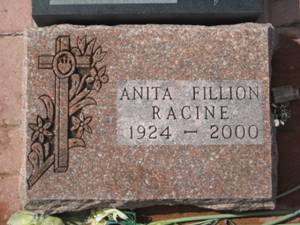 ANITA FILLION
RACINE
1924 – 2000